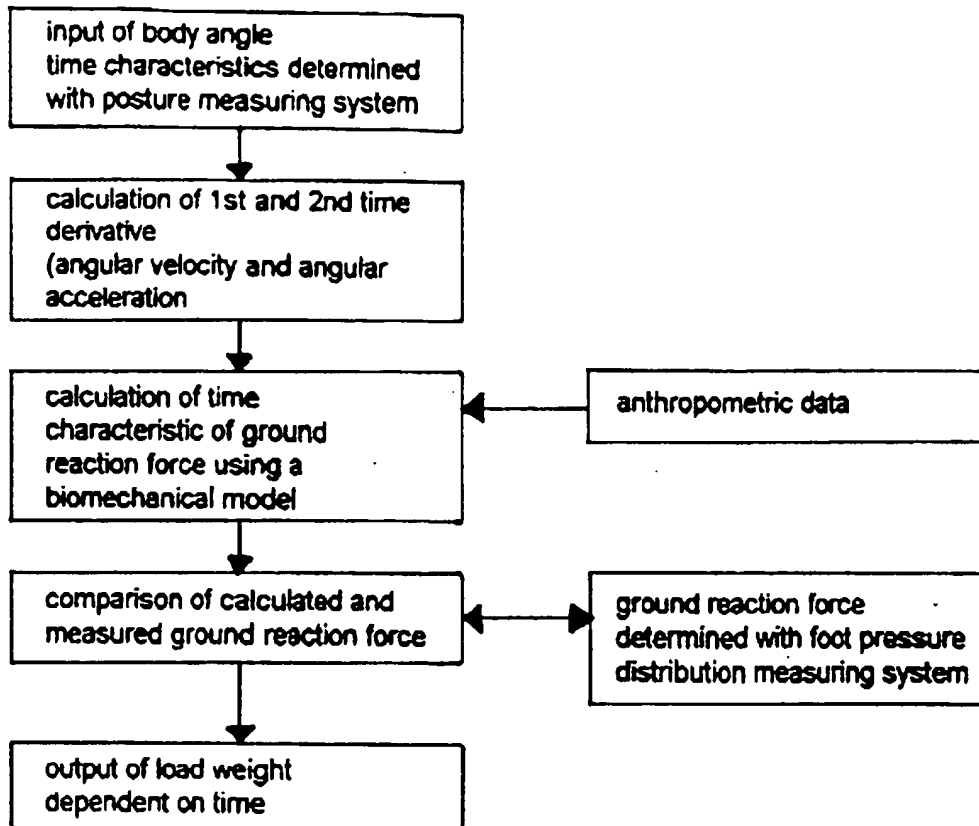 input of body angle
time characteristics determined
with posture measuring system
calculation of 1st and 2nd time
derivative
(angular velocity and angular
acceleration
calculation of time
characteristic of ground
reaction force using a
biomechanical model
anthropometric data
comparison of calculated and
measured ground reaction force
ground reaction force
determined with foot pressure
distribution measuring system
output of load weight
dependent on time